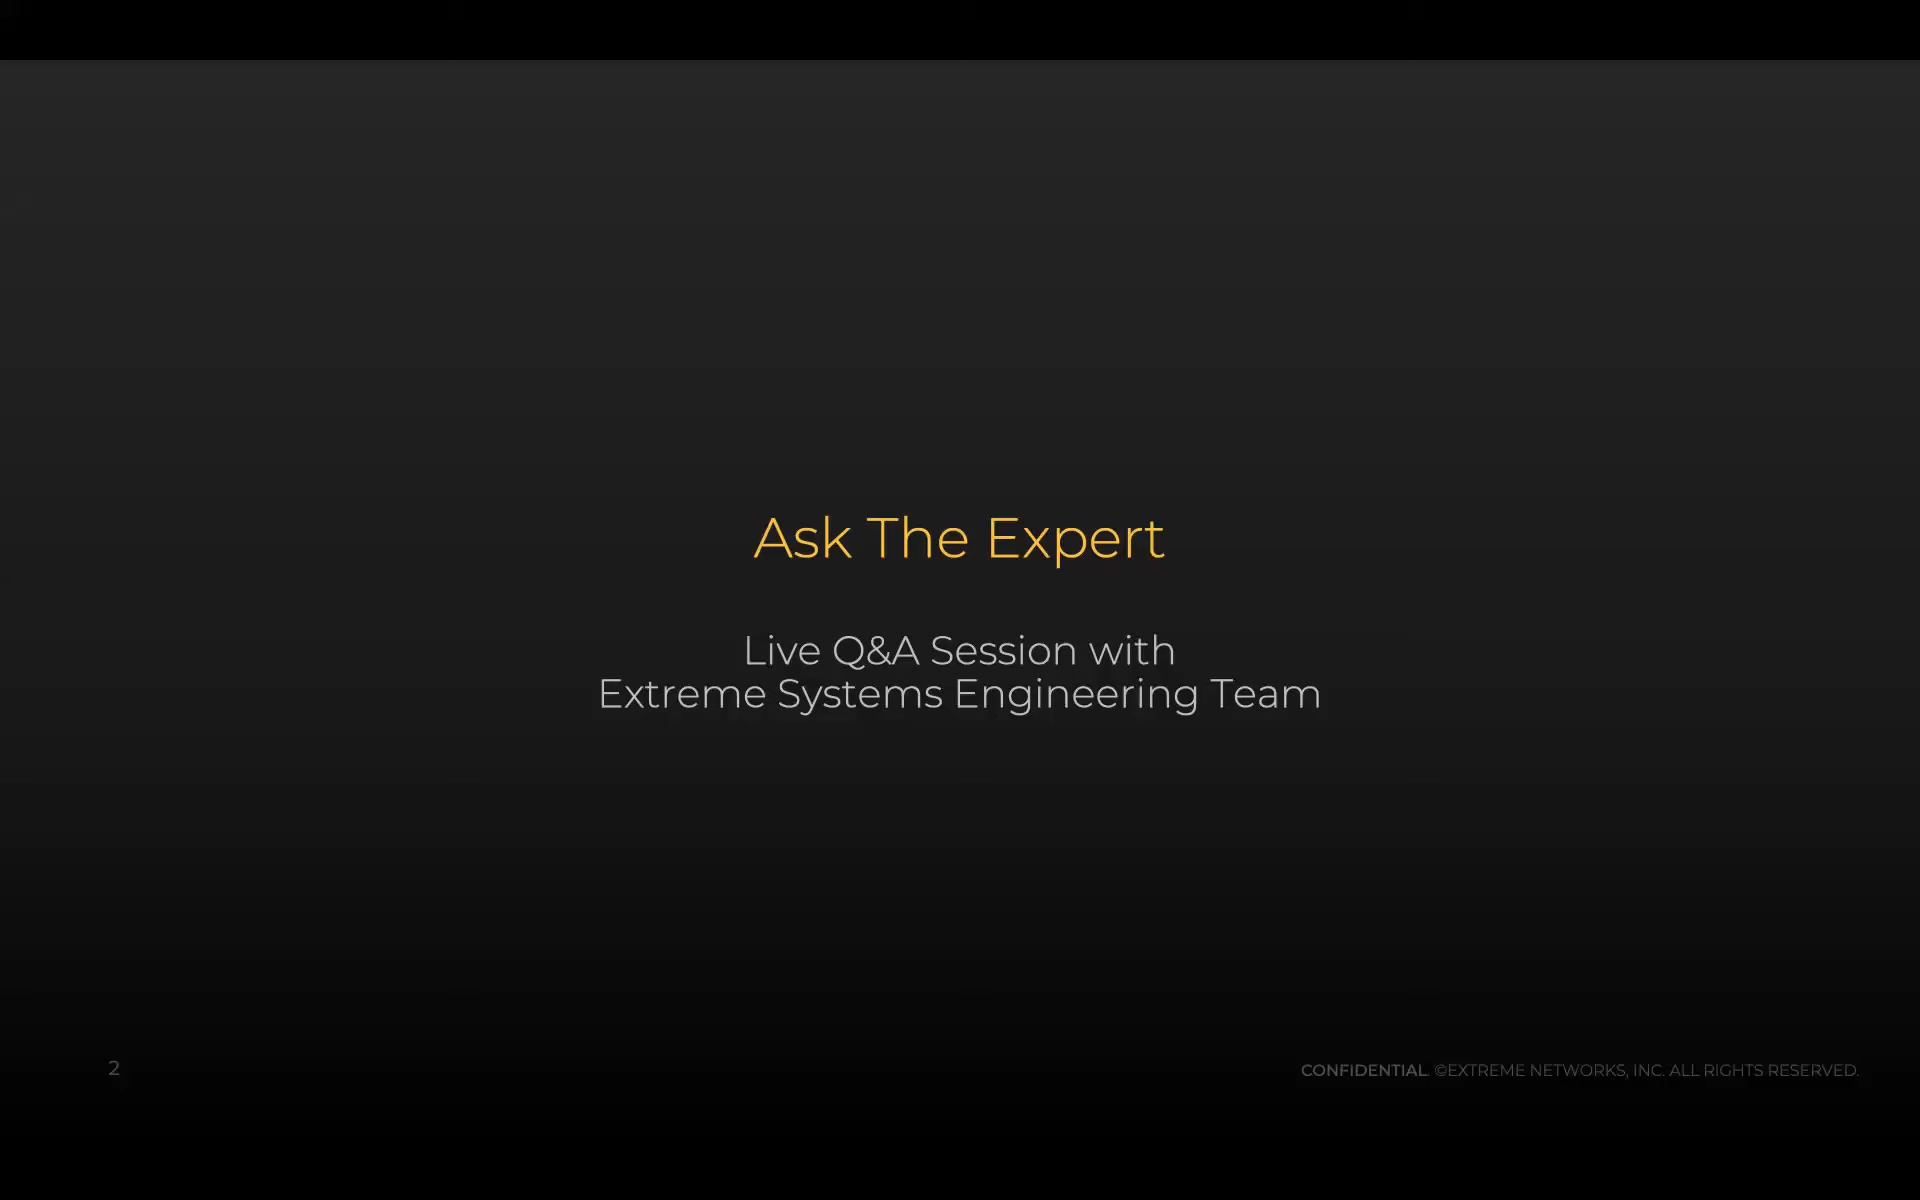 Ask The Expert
Live Q&A Session with
Extreme Systems Engineering Team
2
CONFIDENTIAL. ©EXTREME NETWORKS, INC. ALL RIGHTS RESERVED.